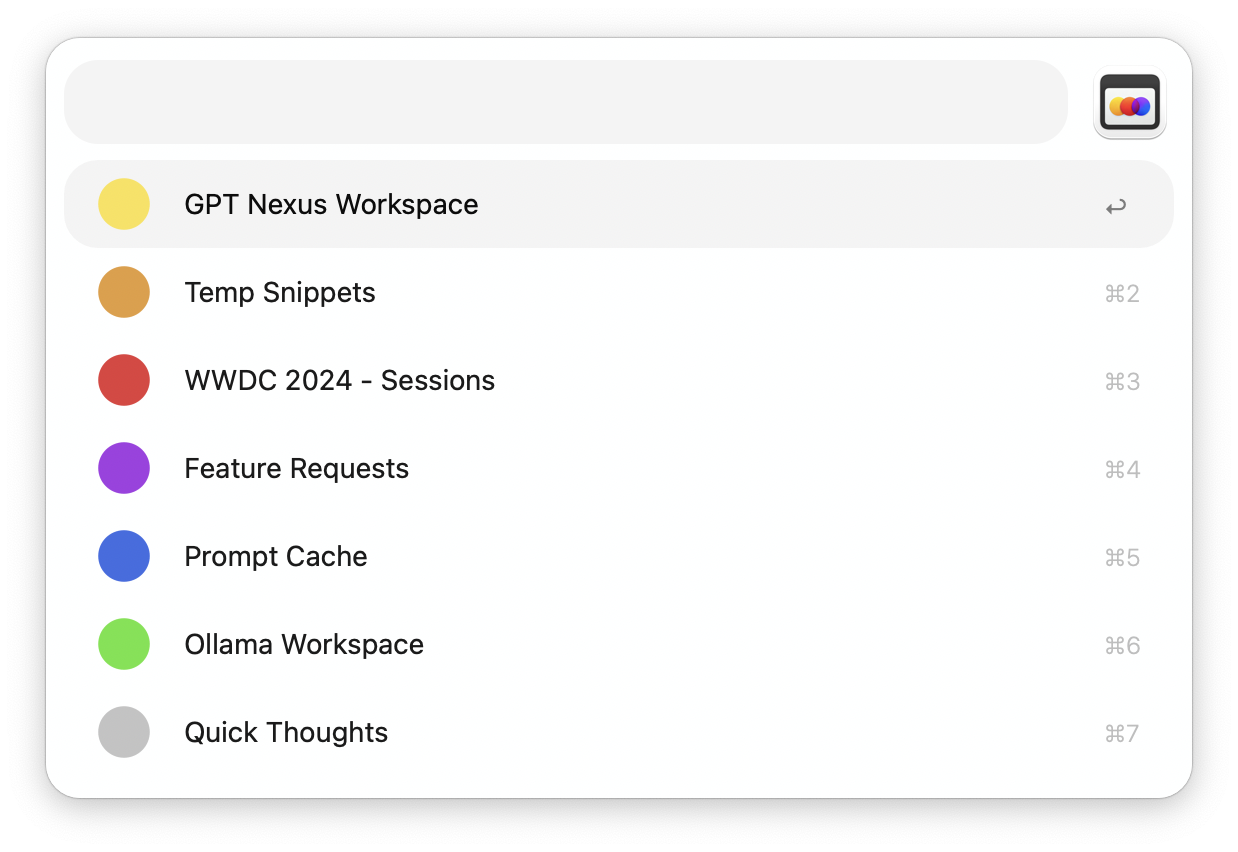 GPT Nexus Workspace ↩
Temp Snippets ⌘2
WWDC 2024 - Sessions ⌘3
Feature Requests ⌘4
Prompt Cache ⌘5
Ollama Workspace ⌘6
Quick Thoughts ⌘7